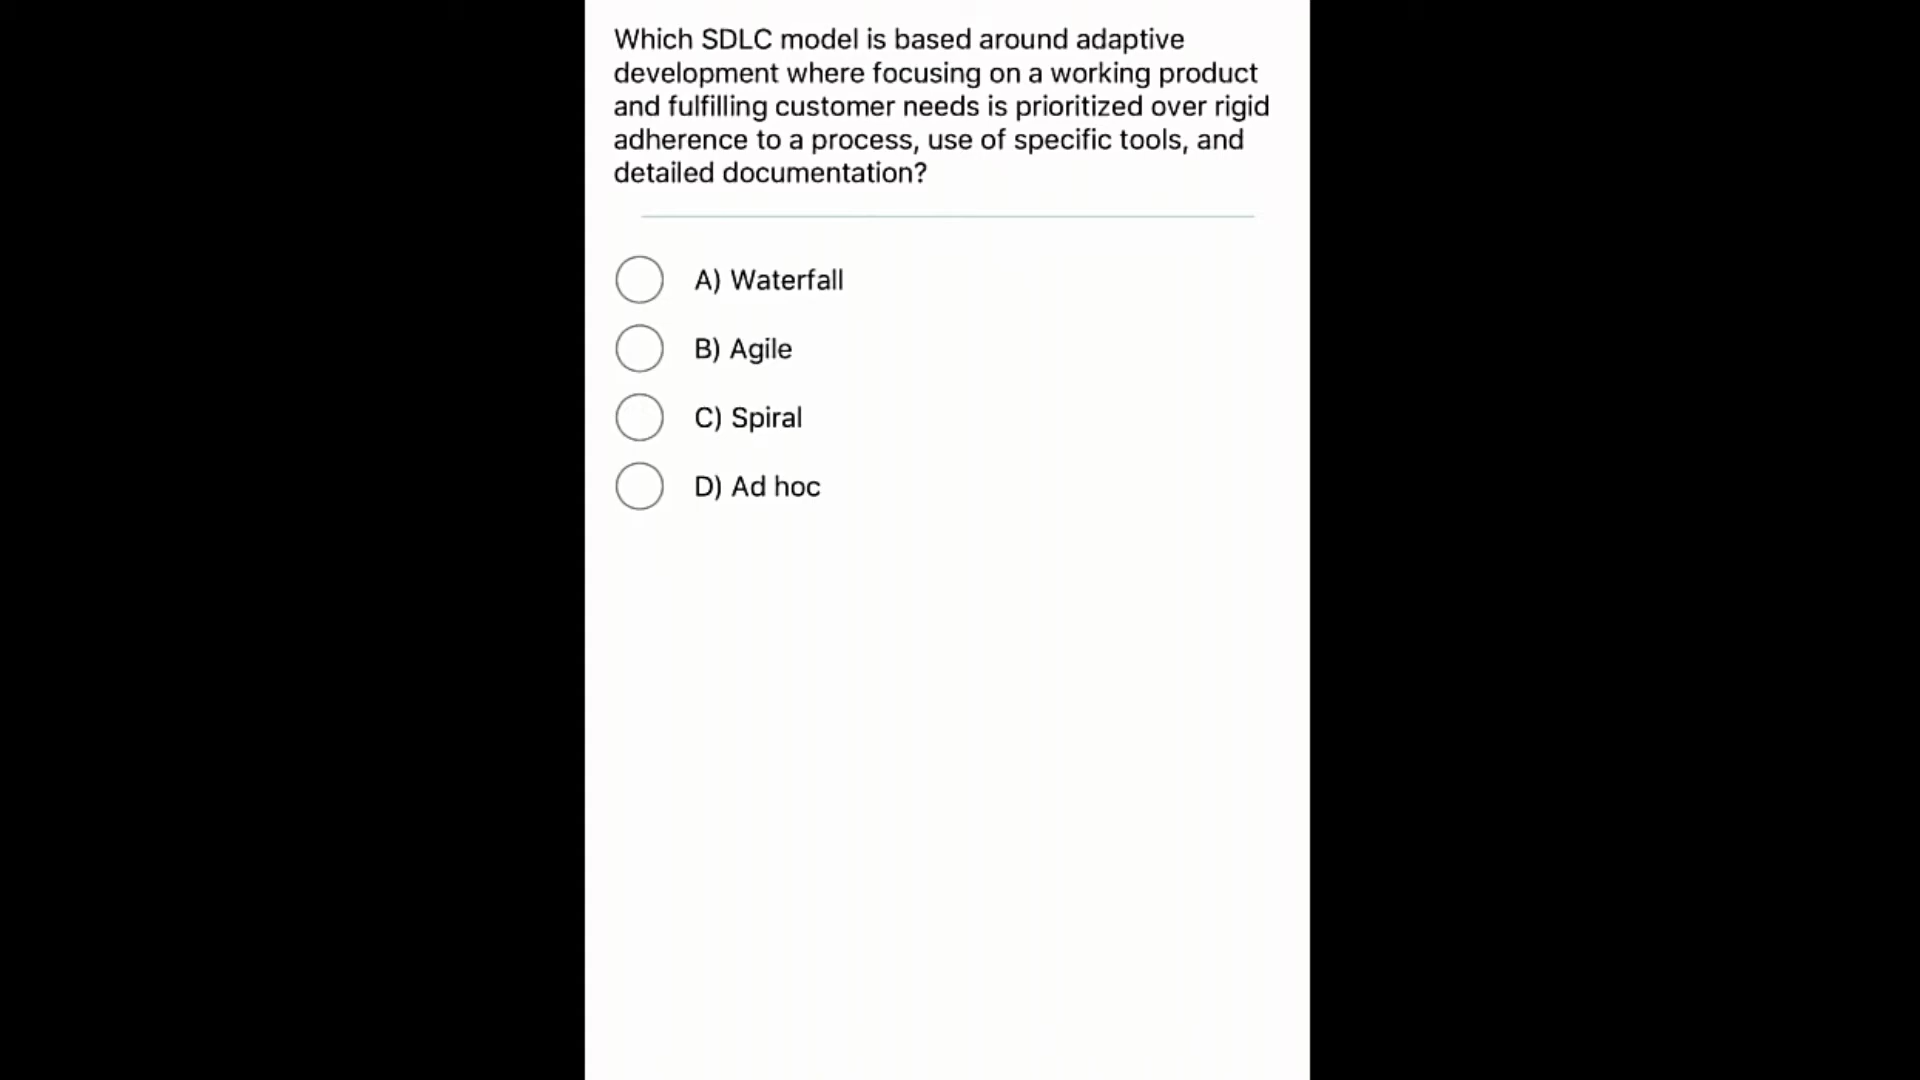 Which SDLC model is based around adaptive
development where focusing on a working product
and fulfilling customer needs is prioritized over rigid
adherence to a process, use of specific tools, and
detailed documentation?
A) Waterfall
B) Agile
C) Spiral
D) Ad hoc